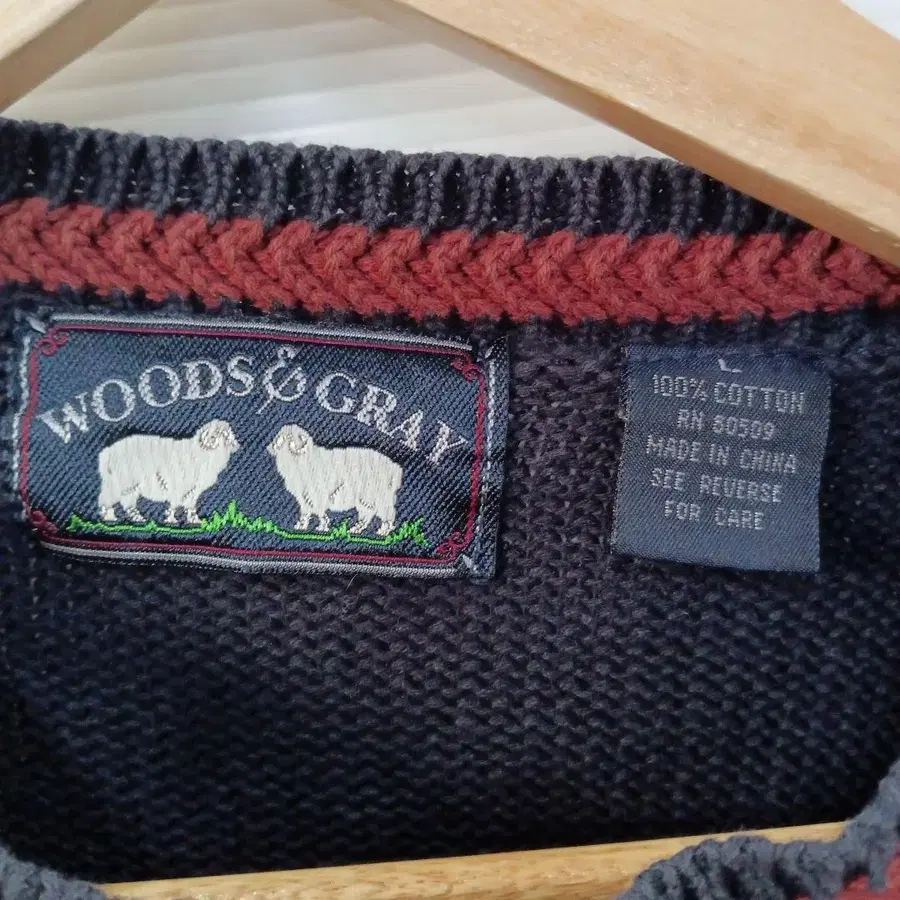 WOODS & GRAY
L
100% COTTON
RN 80509
MADE IN CHINA
SEE REVERSE
FOR CARE